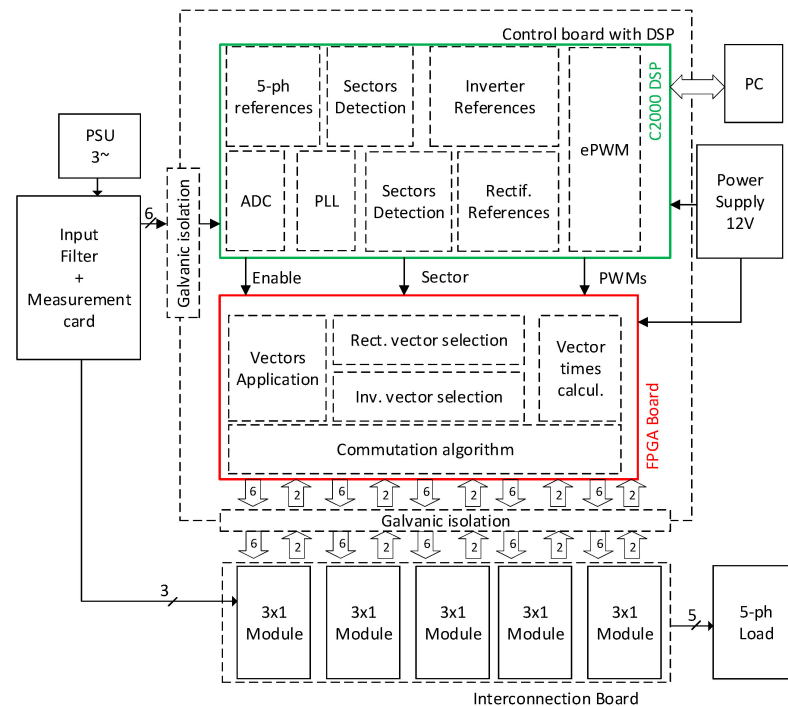 Control board with DSP
5-ph
references
Sectors
Detection
Inverter
References
ePWM
C2000 DSP
PC
PSU
3~
ADC
PLL
Sectors
Detection
Rectif.
References
Power
Supply
12V
6
Galvanic isolation
Input
Filter
+
Measurement
card
Enable
Sector
PWMs
Vectors
Application
Rect. vector selection
Inv. vector selection
Vector
times
calcul.
Commutation algorithm
FPGA Board
6 2 6 2 6 2 6 2 6 2
Galvanic isolation
6 2 6 2 6 2 6 2 6 2
3
3x1
Module
3x1
Module
3x1
Module
3x1
Module
3x1
Module
5
5-ph
Load
Interconnection Board